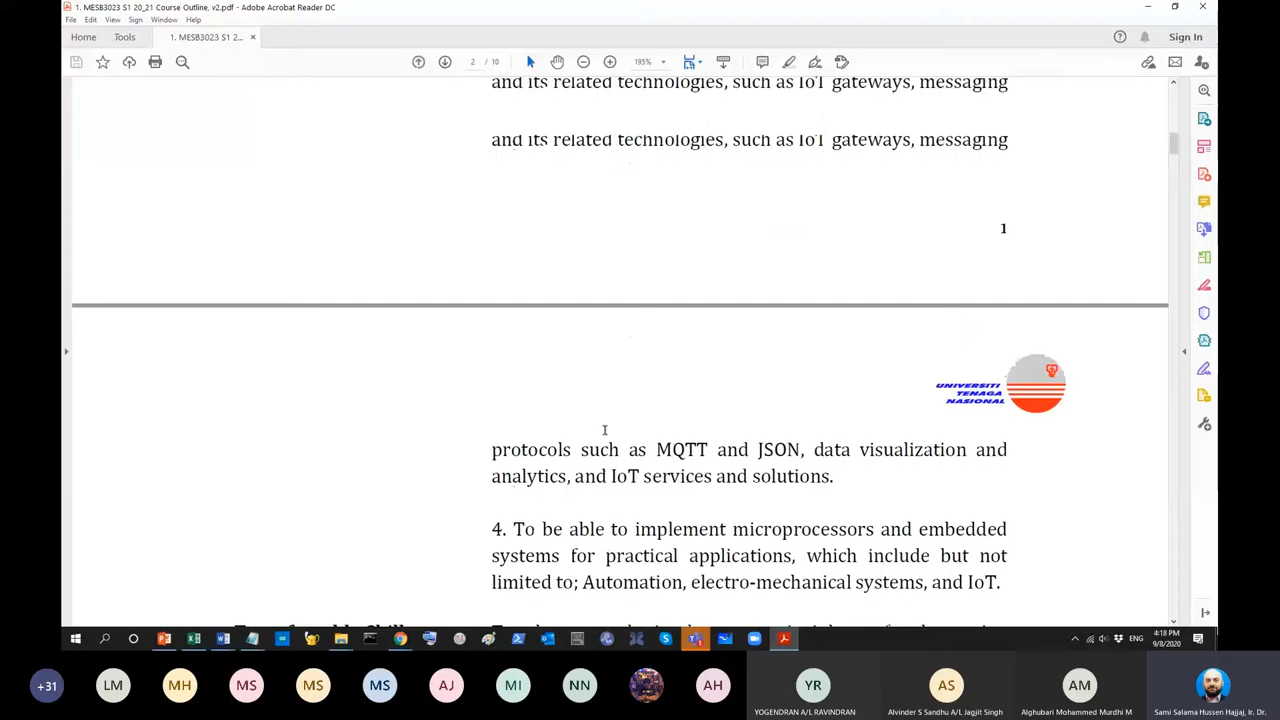 1. MESB3023 S1 20_21 Course Outline, v2.pdf - Adobe Acrobat Reader DC
File Edit View Sign Window Help
Home Tools 1. MESB3023 S1 2... × Sign In
2 / 10 195%
and its related technologies, such as IoT gateways, messaging
and its related technologies, such as IoT gateways, messaging
1
UNIVERSITI
TENAGA
NASIONAL
protocols such as MQTT and JSON, data visualization and
analytics, and IoT services and solutions.
4. To be able to implement microprocessors and embedded
systems for practical applications, which include but not
limited to; Automation, electro-mechanical systems, and IoT.
ENG
4:18 PM
9/8/2020
+31 LM MH MS MS MS AJ MI NN AH YR AS AM
YOGENDRAN A/L RAVINDRAN Alvinder S Sandhu A/L Jagjit Singh Alghubari Mohammed Murdhi M Sami Salama Hussen Hajjaj, Ir. Dr.